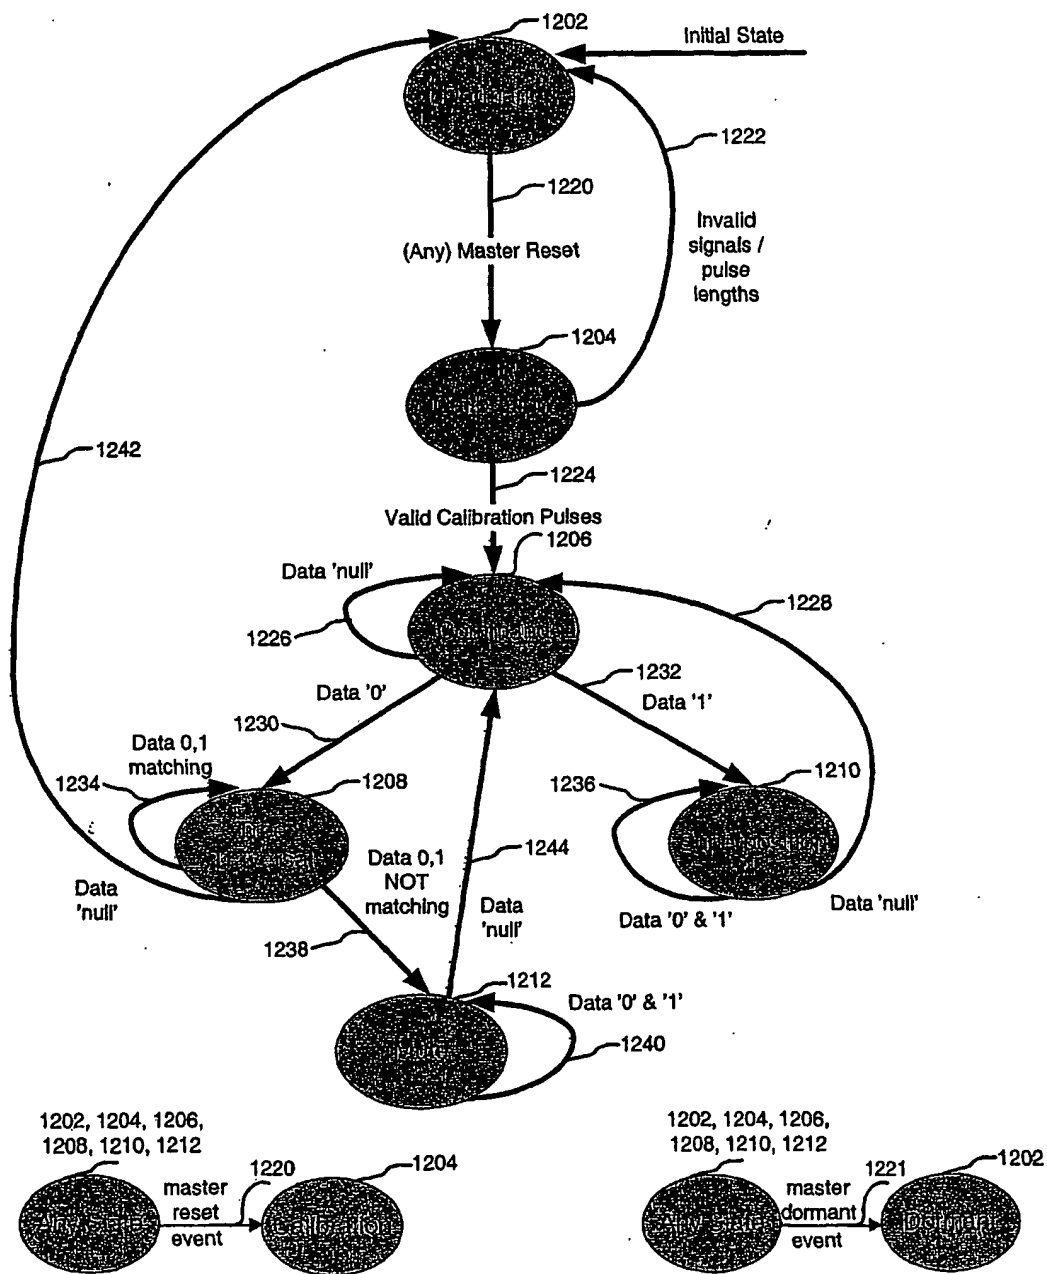 1202
Initial State
1222
1220
Invalid
signals /
pulse
lengths
(Any) Master Reset
1204
1242
1224
Valid Calibration Pulses
1206
Data 'null'
1228
1226
Command
1232
Data '0'
Data '1'
1230
Data 0,1
matching
1234
1208
1236
1210
Tree
Traversal
Data 0,1
NOT
matching
1244
Data
'null'
Data
'null'
Data '0' & '1'
Data 'null'
1238
1212
Data '0' & '1'
Mute
1240
1202, 1204, 1206,
1208, 1210, 1212
1220
1204
master
reset
event
Any State
Calibration
1202, 1204, 1206,
1208, 1210, 1212
1221
1202
master
dormant
event
Any State
Dormant